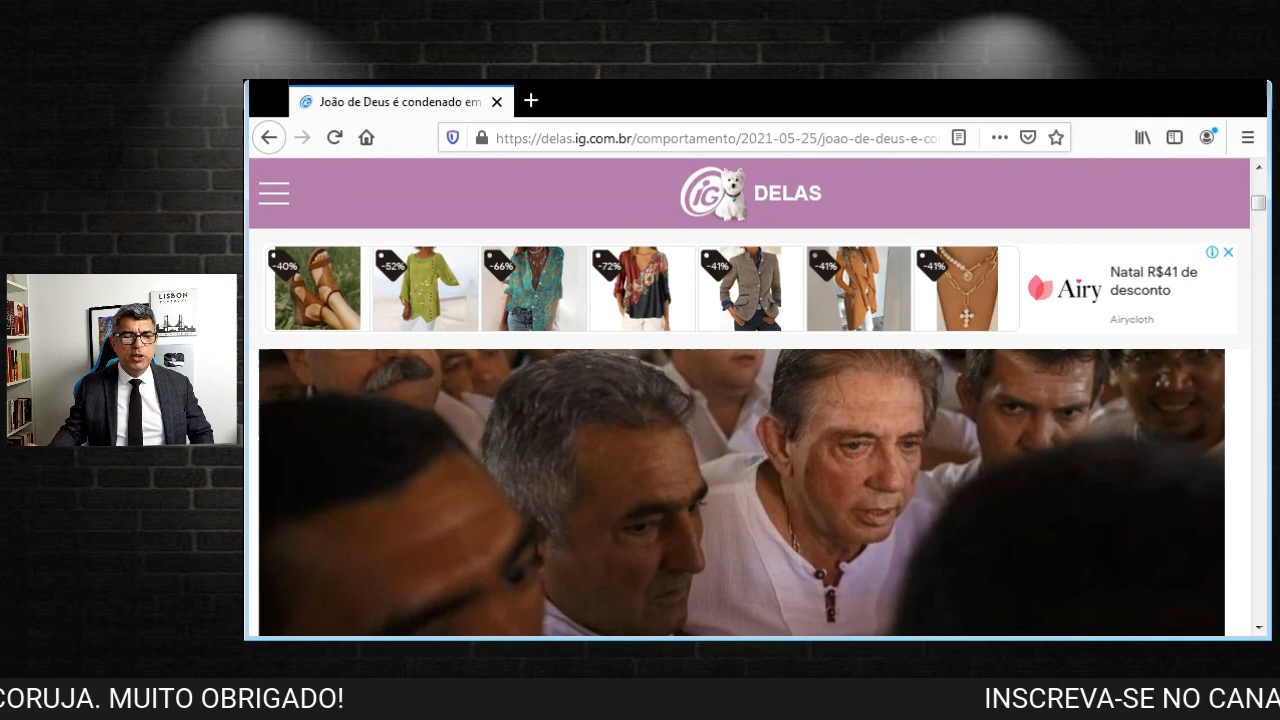 João de Deus é condenado em
https://delas.ig.com.br/comportamento/2021-05-25/joao-de-deus-e-co
iG DELAS
-40%
-52%
-66%
-72%
-41%
-41%
-41%
Airy
Natal R$41 de
desconto
Airycloth
LISBON
CORUJA. MUITO OBRIGADO!
INSCREVA-SE NO CANA